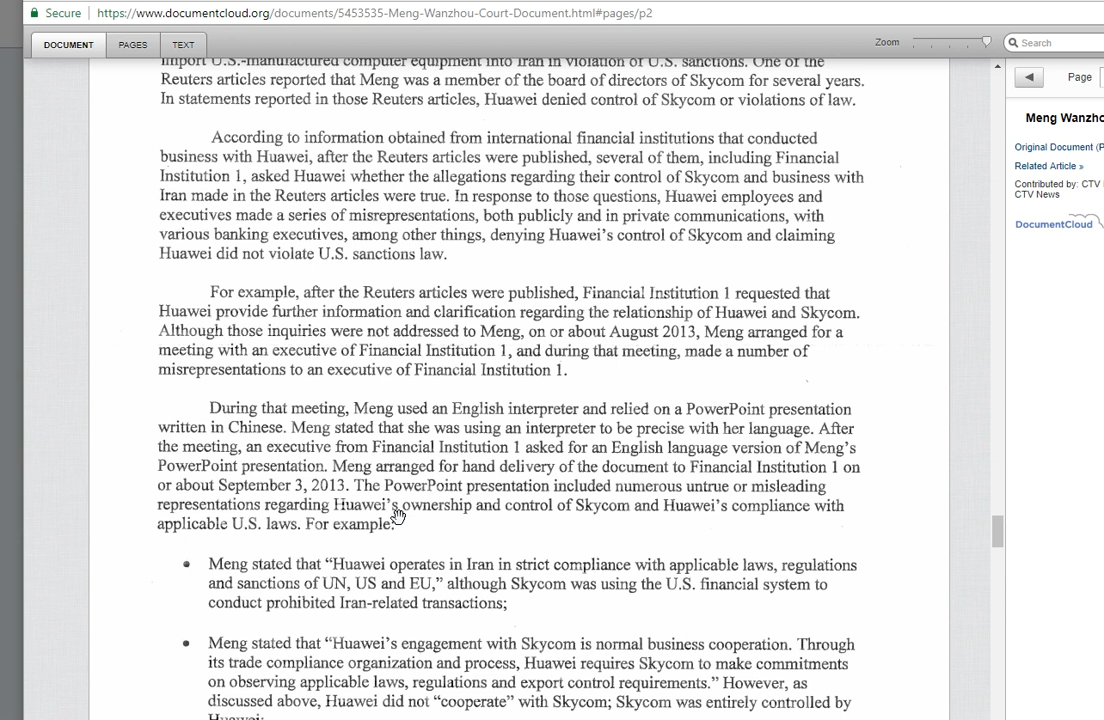 Secure https://www.documentcloud.org/documents/5453535-Meng-Wanzhou-Court-Document.html#pages/p2
DOCUMENT PAGES TEXT Zoom Search
import U.S.-manufactured computer equipment into Iran in violation of U.S. sanctions. One of the
Reuters articles reported that Meng was a member of the board of directors of Skycom for several years.
In statements reported in those Reuters articles, Huawei denied control of Skycom or violations of law.
According to information obtained from international financial institutions that conducted
business with Huawei, after the Reuters articles were published, several of them, including Financial
Institution 1, asked Huawei whether the allegations regarding their control of Skycom and business with
Iran made in the Reuters articles were true. In response to those questions, Huawei employees and
executives made a series of misrepresentations, both publicly and in private communications, with
various banking executives, among other things, denying Huawei's control of Skycom and claiming
Huawei did not violate U.S. sanctions law.
For example, after the Reuters articles were published, Financial Institution 1 requested that
Huawei provide further information and clarification regarding the relationship of Huawei and Skycom.
Although those inquiries were not addressed to Meng, on or about August 2013, Meng arranged for a
meeting with an executive of Financial Institution 1, and during that meeting, made a number of
misrepresentations to an executive of Financial Institution 1.
During that meeting, Meng used an English interpreter and relied on a PowerPoint presentation
written in Chinese. Meng stated that she was using an interpreter to be precise with her language. After
the meeting, an executive from Financial Institution 1 asked for an English language version of Meng's
PowerPoint presentation. Meng arranged for hand delivery of the document to Financial Institution 1 on
or about September 3, 2013. The PowerPoint presentation included numerous untrue or misleading
representations regarding Huawei's ownership and control of Skycom and Huawei's compliance with
applicable U.S. laws. For example:
• Meng stated that “Huawei operates in Iran in strict compliance with applicable laws, regulations
and sanctions of UN, US and EU,” although Skycom was using the U.S. financial system to
conduct prohibited Iran-related transactions;
• Meng stated that “Huawei's engagement with Skycom is normal business cooperation. Through
its trade compliance organization and process, Huawei requires Skycom to make commitments
on observing applicable laws, regulations and export control requirements.” However, as
discussed above, Huawei did not “cooperate” with Skycom; Skycom was entirely controlled by
Huawei;
Page
Meng Wanzho
Original Document (P
Related Article »
Contributed by: CTV
CTV News
DocumentCloud